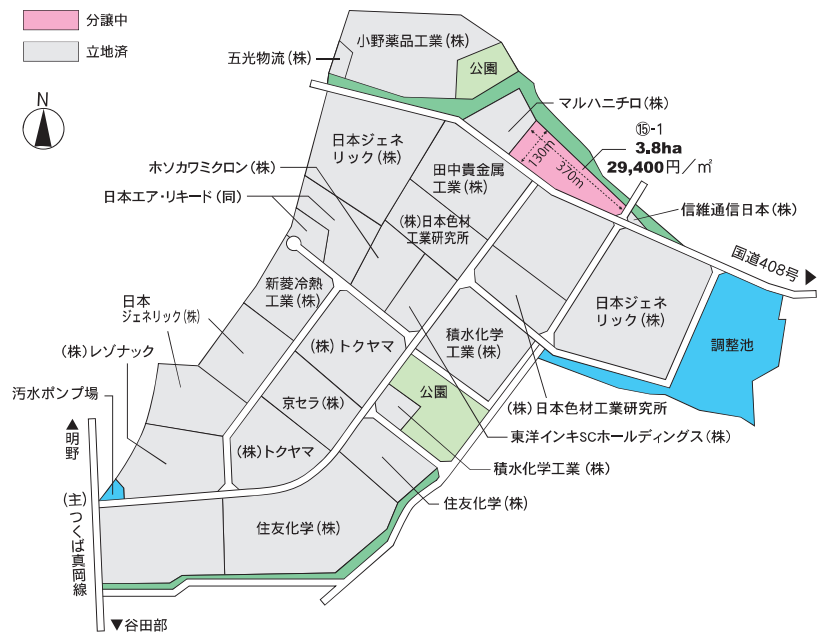 分譲中
立地済
N
小野薬品工業(株)
五光物流(株)
公園
マルハニチロ(株)
⑮-1
3.8ha
29,400円/㎡
130m
370m
日本ジェネ
リック(株)
ホソカワミクロン(株)
田中貴金属
工業(株)
日本エア・リキード(同)
信維通信日本(株)
(株)日本色材
工業研究所
国道408号▶
新菱冷熱
工業(株)
日本
ジェネリック(株)
日本ジェネ
リック(株)
(株)トクヤマ
積水化学
工業(株)
調整池
(株)レゾナック
汚水ポンプ場
公園
京セラ(株)
(株)日本色材工業研究所
▲明野
(株)トクヤマ
東洋インキSCホールディングス(株)
積水化学工業(株)
(主)つくば真岡線
住友化学(株)
住友化学(株)
▼谷田部